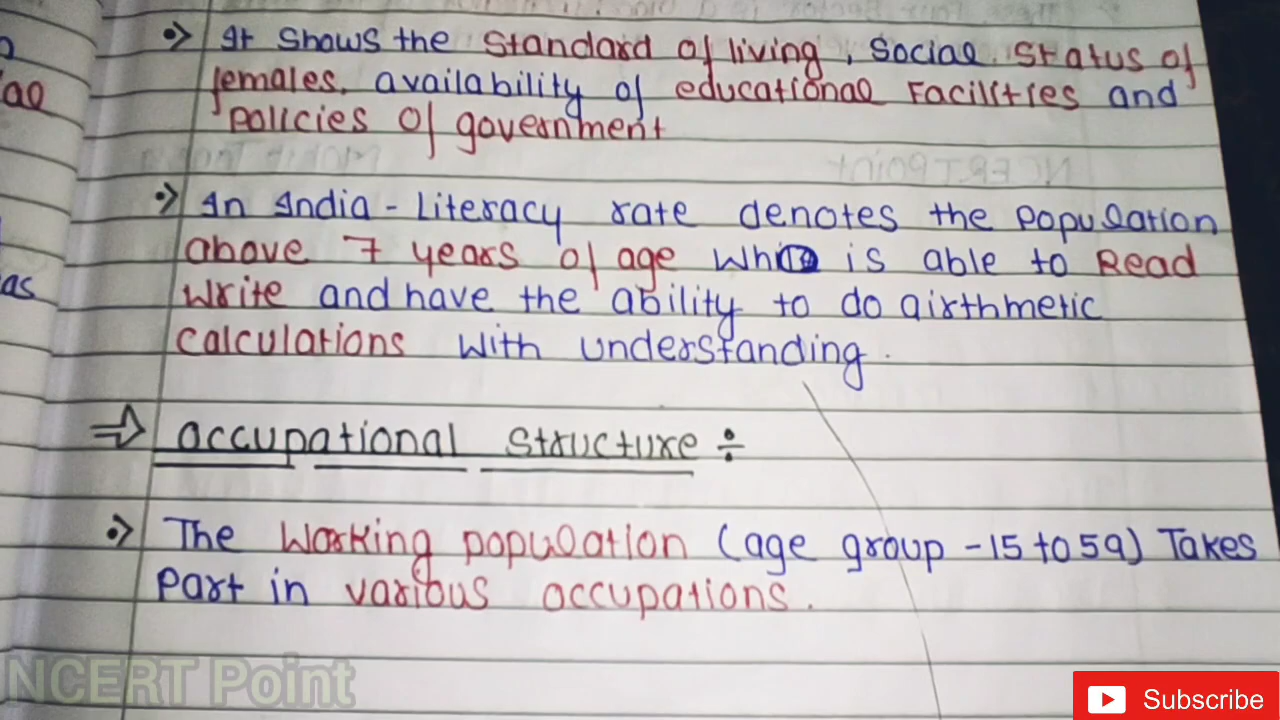 It shows the standard of living, social status of
females, availability of educational Facilities and
policies of government
In India - Literacy rate denotes the population
above 7 years of age who is able to Read
write and have the ability to do airthmetic
calculations with understanding.
⇒ occupational structure ÷
The working population (age group - 15 to 59) Takes
part in various occupations.
as
NCERT Point
Subscribe